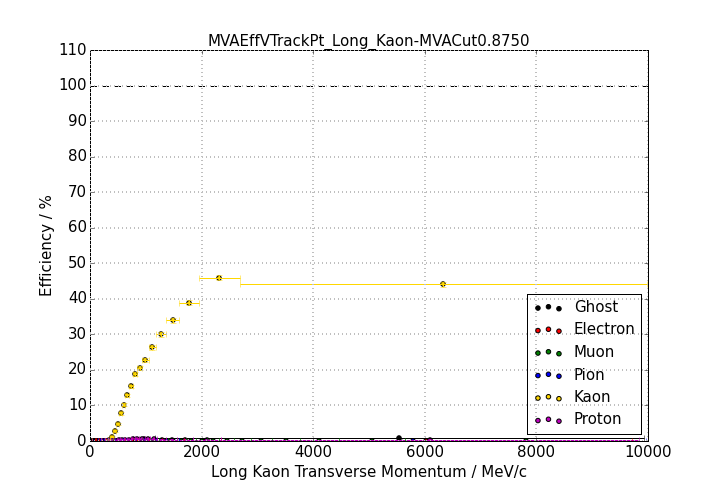 MVAEffVTrackPt_Long_Kaon-MVACut0.8750
Efficiency / %
110
100
90
80
70
60
50
40
30
20
10
0
Ghost
Electron
Muon
Pion
Kaon
Proton
0 2000 4000 6000 8000 10000
Long Kaon Transverse Momentum / MeV/c